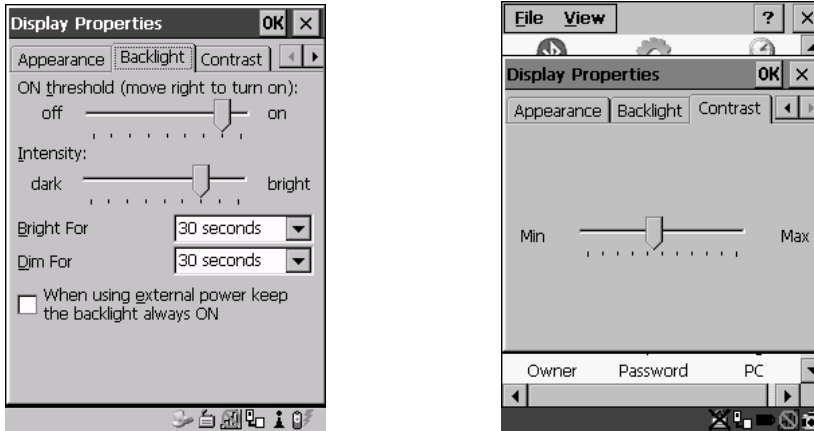 Display Properties OK
Appearance Backlight Contrast
ON threshold (move right to turn on):
off on
Intensity:
dark bright
Bright For 30 seconds
Dim For 30 seconds
When using external power keep
the backlight always ON
File View ?
Display Properties OK
Appearance Backlight Contrast
Min Max
Owner Password PC